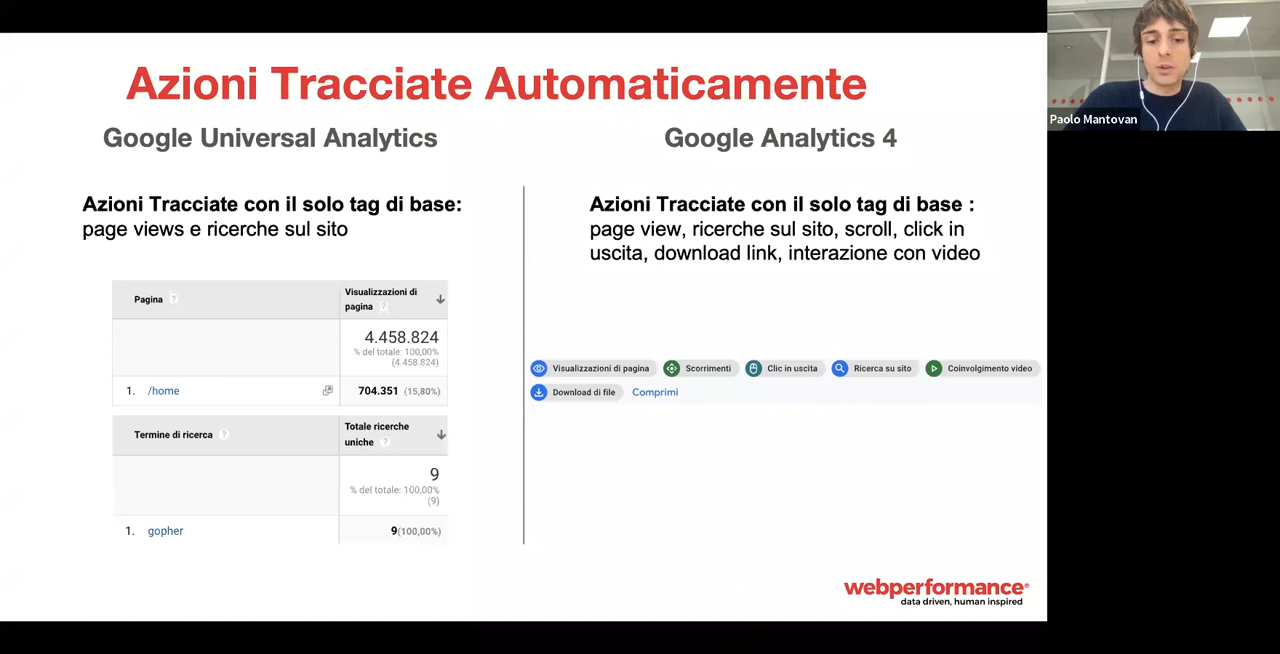 Azioni Tracciate Automaticamente
Google Universal Analytics
Azioni Tracciate con il solo tag di base:
page views e ricerche sul sito
Pagina ?
Visualizzazioni di
pagina ?
4.458.824
% del totale: 100,00%
(4.458.824)
1. /home
704.351 (15,80%)
Termine di ricerca ?
Totale ricerche
uniche ?
9
% del totale: 100,00%
(9)
1. gopher
9(100,00%)
Google Analytics 4
Azioni Tracciate con il solo tag di base :
page view, ricerche sul sito, scroll, click in
uscita, download link, interazione con video
Visualizzazioni di pagina Scorrimenti Clic in uscita Ricerca su sito Coinvolgimento video
Download di file Comprimi
webperformance®
data driven, human inspired
Paolo Mantovan